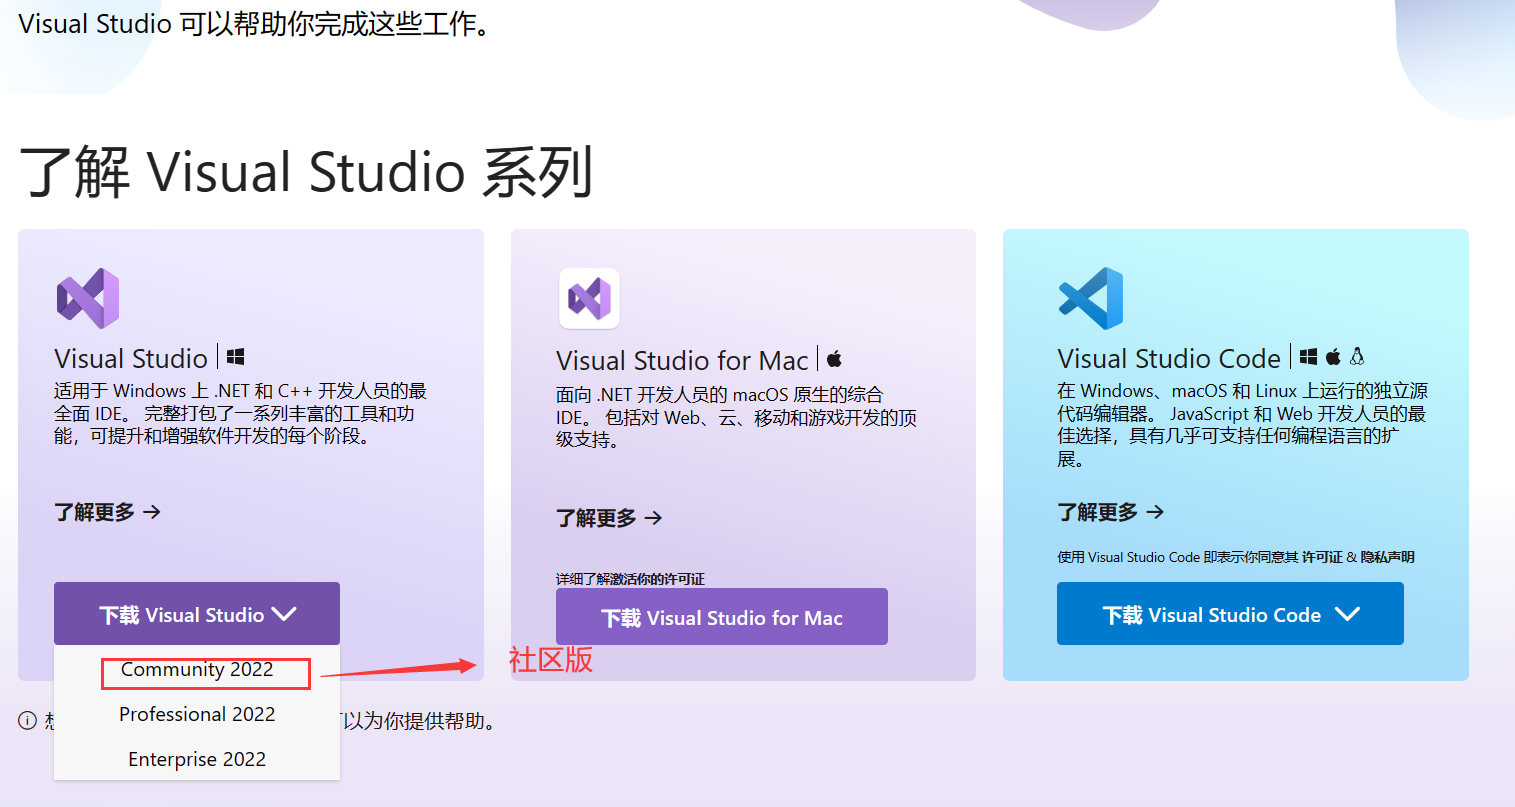 Visual Studio 可以帮助你完成这些工作。
了解 Visual Studio 系列
Visual Studio
适用于 Windows 上 .NET 和 C++ 开发人员的最
全面 IDE。 完整打包了一系列丰富的工具和功
能，可提升和增强软件开发的每个阶段。
了解更多
下载 Visual Studio
Community 2022
Professional 2022
Enterprise 2022
社区版
Visual Studio for Mac
面向 .NET 开发人员的 macOS 原生的综合
IDE。 包括对 Web、云、移动和游戏开发的顶
级支持。
了解更多
详细了解激活你的许可证
下载 Visual Studio for Mac
Visual Studio Code
在 Windows、macOS 和 Linux 上运行的独立源
代码编辑器。 JavaScript 和 Web 开发人员的最
佳选择，具有几乎可支持任何编程语言的扩
展。
了解更多
使用 Visual Studio Code 即表示你同意其 许可证 & 隐私声明
下载 Visual Studio Code
以为你提供帮助。